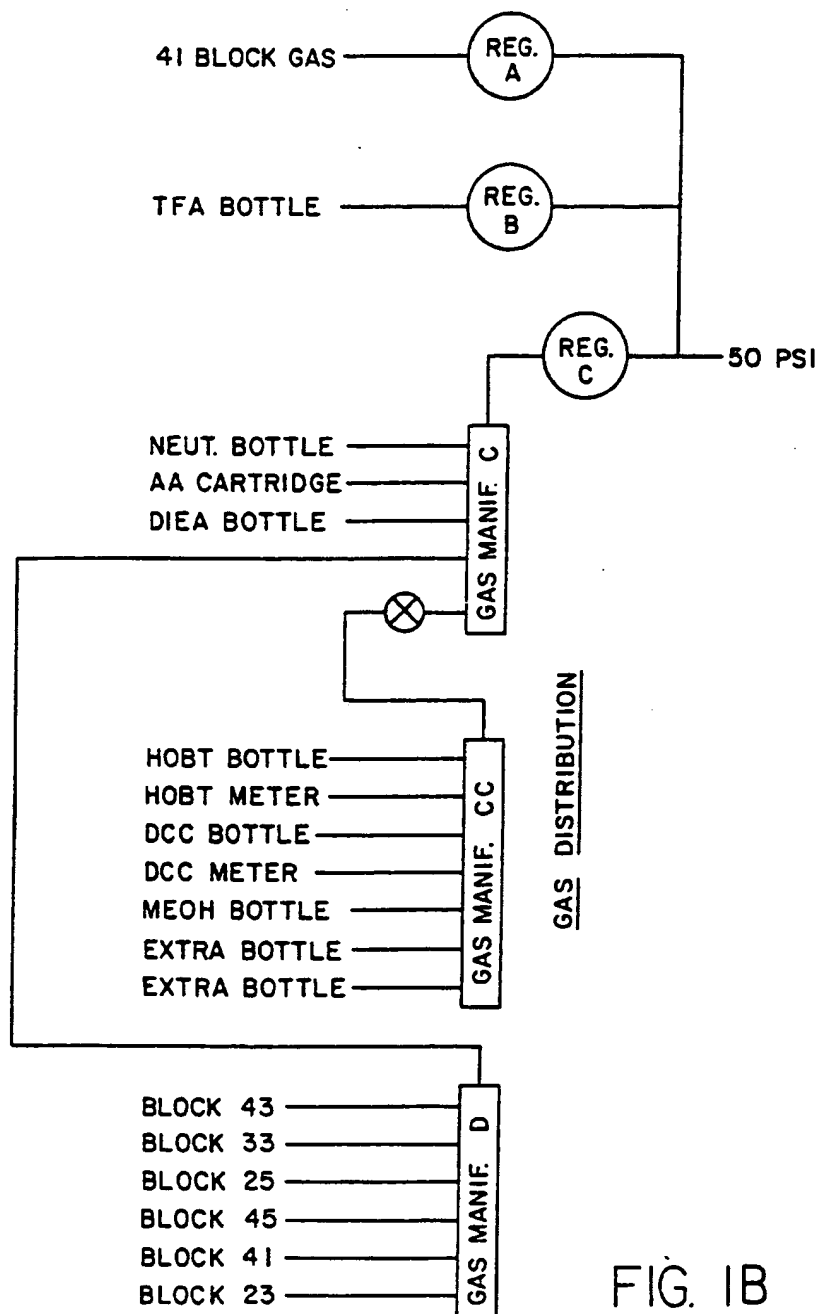 41 BLOCK GAS
REG. A
TFA BOTTLE
REG. B
REG. C
50 PSI
NEUT. BOTTLE
AA CARTRIDGE
DIEA BOTTLE
GAS MANIF. C
HOBT BOTTLE
HOBT METER
DCC BOTTLE
DCC METER
MEOH BOTTLE
EXTRA BOTTLE
EXTRA BOTTLE
GAS MANIF. CC
GAS DISTRIBUTION
BLOCK 43
BLOCK 33
BLOCK 25
BLOCK 45
BLOCK 41
BLOCK 23
GAS MANIF. D
FIG. 1B